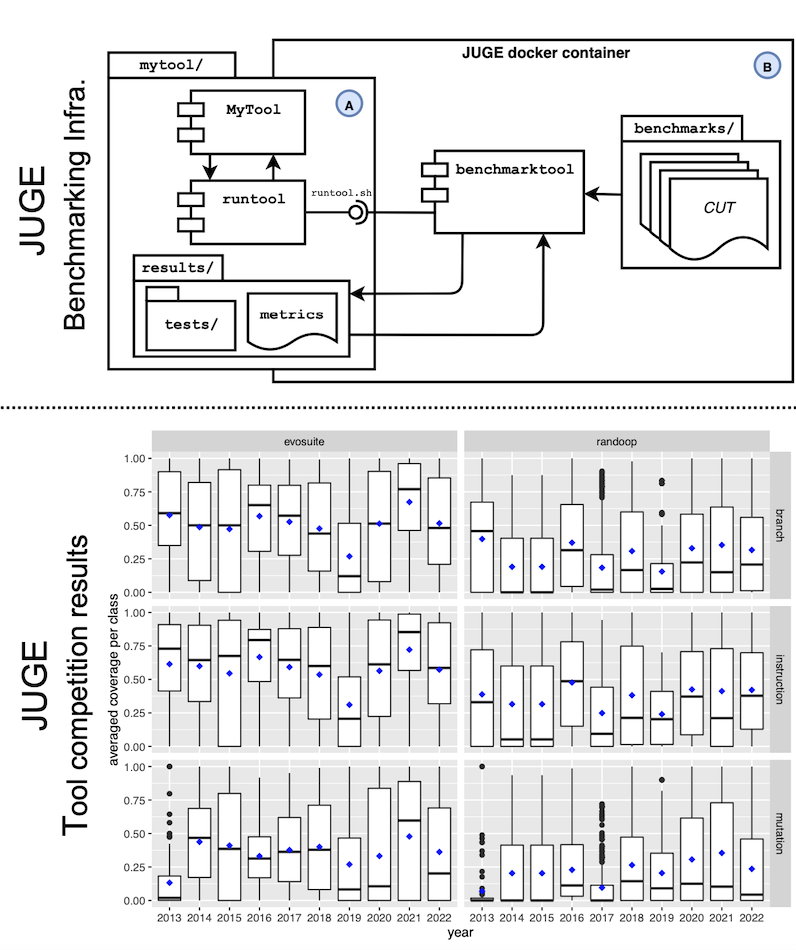 JUGE
Benchmarking Infra.
JUGE docker container
B
mytool/
A
MyTool
runtool
runtool.sh
benchmarktool
benchmarks/
CUT
results/
tests/
metrics
JUGE
Tool competition results
averaged coverage per class
evosuite
randoop
1.00
0.75
0.50
0.25
0.00
branch
1.00
0.75
0.50
0.25
0.00
instruction
1.00
0.75
0.50
0.25
0.00
mutation
2013 2014 2015 2016 2017 2018 2019 2020 2021 2022
2013 2014 2015 2016 2017 2018 2019 2020 2021 2022
year